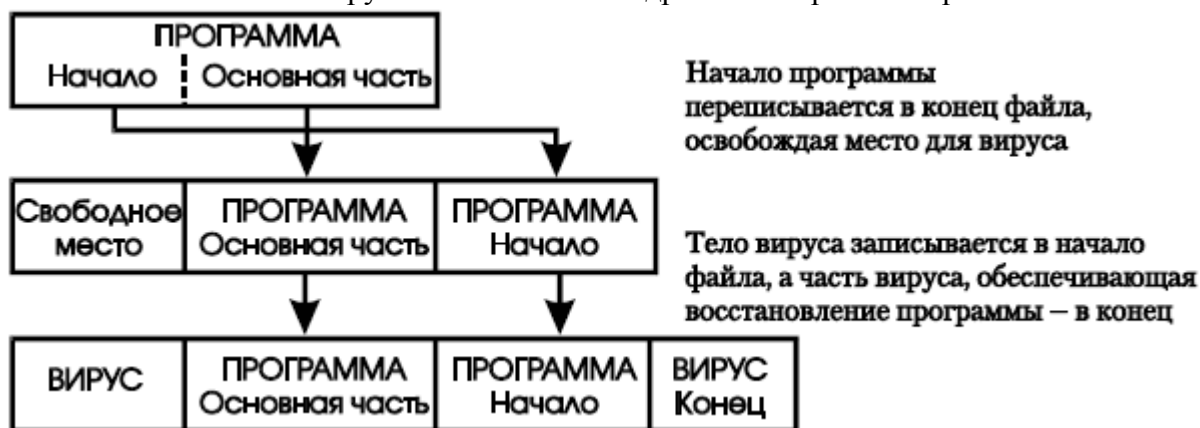 ПРОГРАММА
Начало Основная часть
Начало программы
переписывается в конец файла,
освобождая место для вируса
Свободное место
ПРОГРАММА
Основная часть
ПРОГРАММА
Начало
Тело вируса записывается в начало
файла, а часть вируса, обеспечивающая
восстановление программы – в конец
ВИРУС
ПРОГРАММА
Основная часть
ПРОГРАММА
Начало
ВИРУС
Конец